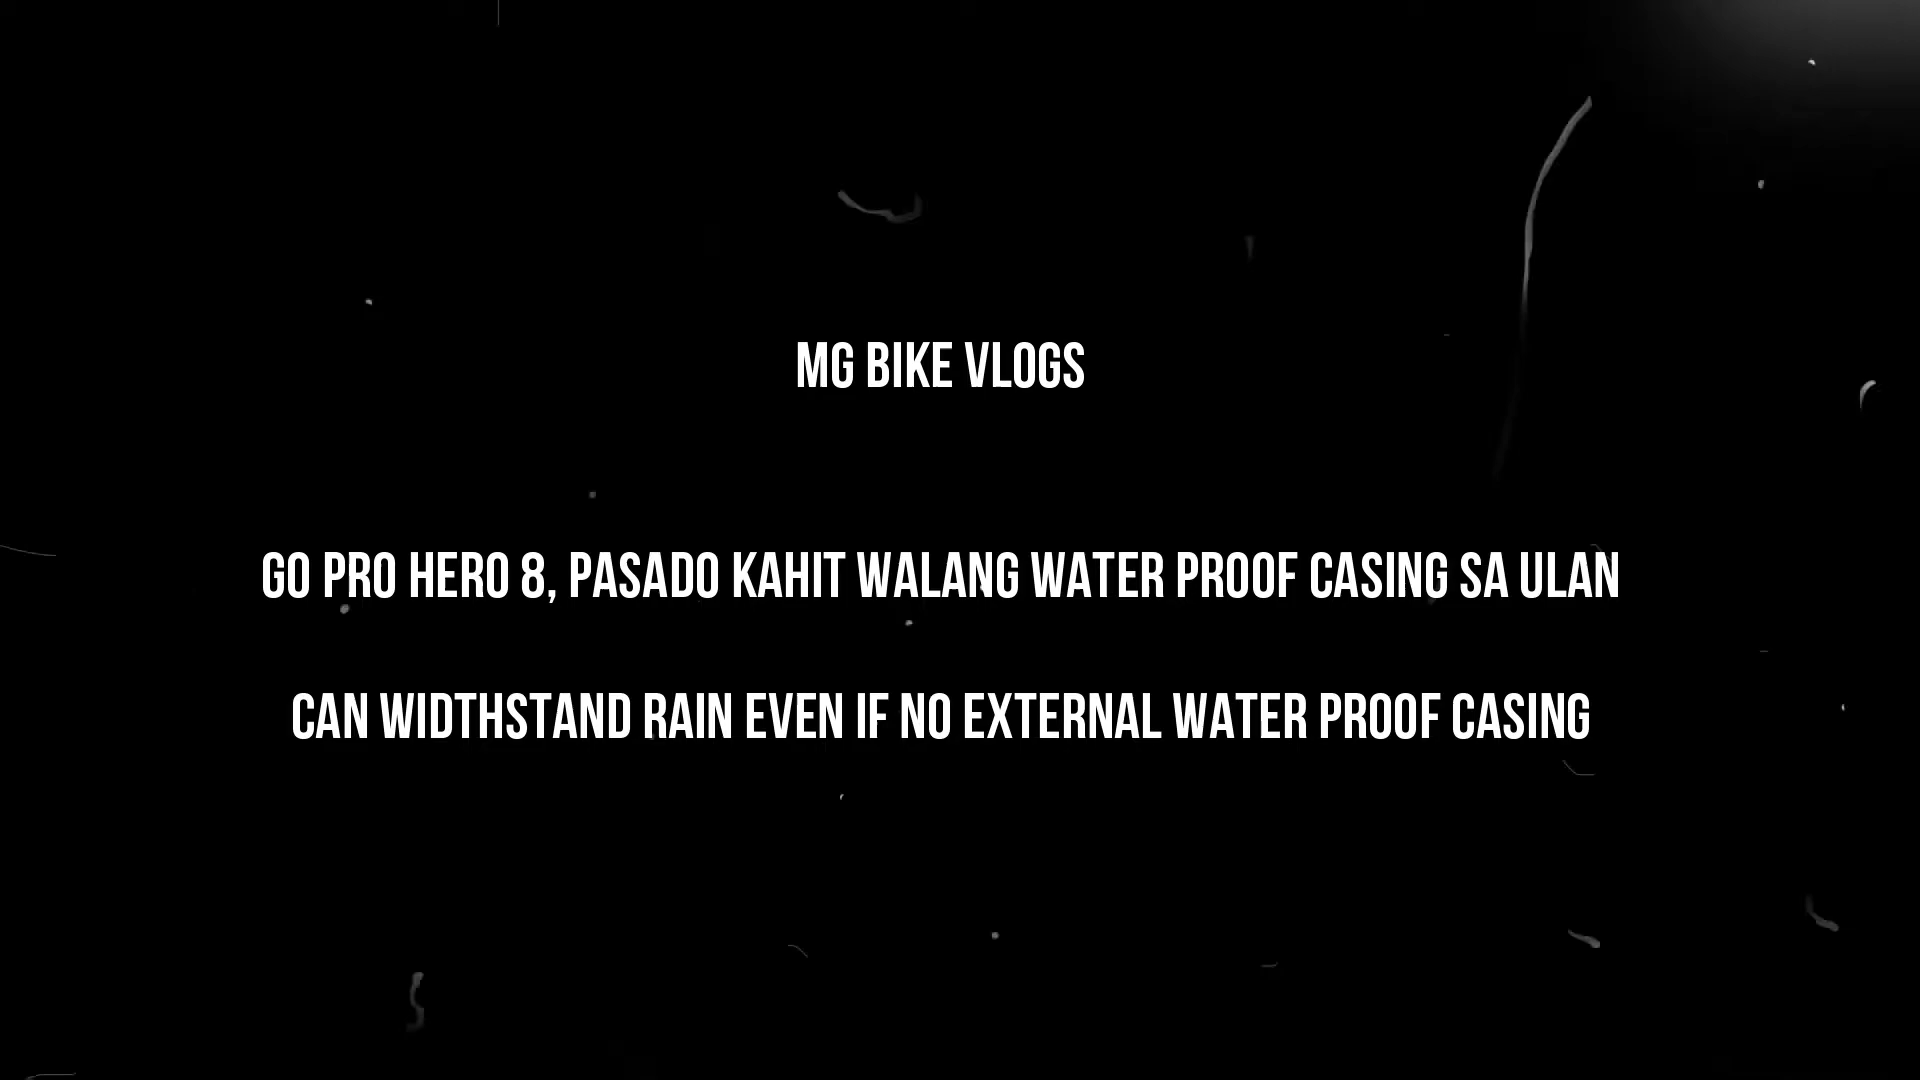 MG BIKE VLOGS
GO PRO HERO 8, PASADO KAHIT WALANG WATER PROOF CASING SA ULAN
CAN WIDTHSTAND RAIN EVEN IF NO EXTERNAL WATER PROOF CASING